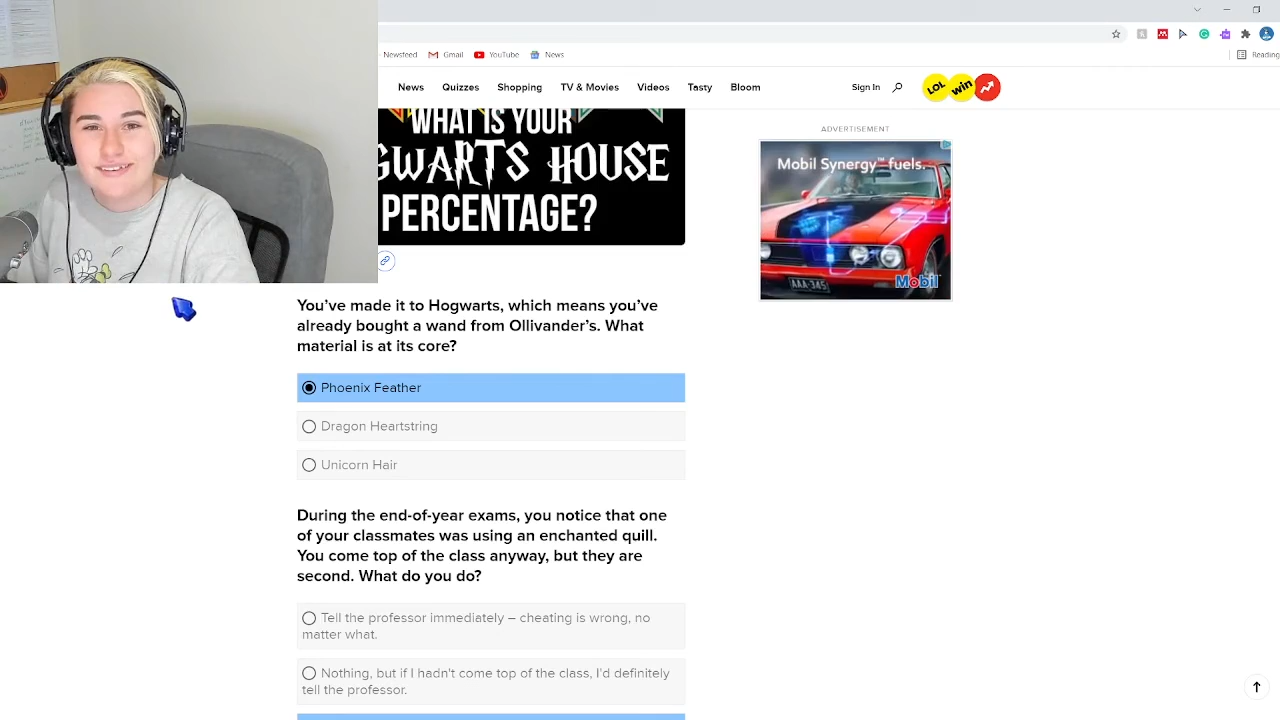 Newsfeed Gmail YouTube News Reading
News Quizzes Shopping TV & Movies Videos Tasty Bloom Sign In LOL win
WHAT IS YOUR
GWARTS HOUSE
PERCENTAGE?
ADVERTISEMENT
Mobil Synergy™ fuels.
AAA·345
Mobil
You've made it to Hogwarts, which means you've
already bought a wand from Ollivander's. What
material is at its core?
Phoenix Feather
Dragon Heartstring
Unicorn Hair
During the end-of-year exams, you notice that one
of your classmates was using an enchanted quill.
You come top of the class anyway, but they are
second. What do you do?
Tell the professor immediately – cheating is wrong, no
matter what.
Nothing, but if I hadn't come top of the class, I'd definitely
tell the professor.